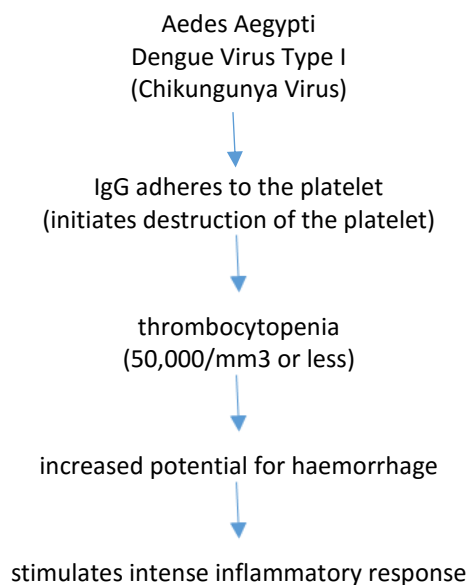 Aedes Aegypti
Dengue Virus Type I
(Chikungunya Virus)
IgG adheres to the platelet
(initiates destruction of the platelet)
thrombocytopenia
(50,000/mm3 or less)
increased potential for haemorrhage
stimulates intense inflammatory response